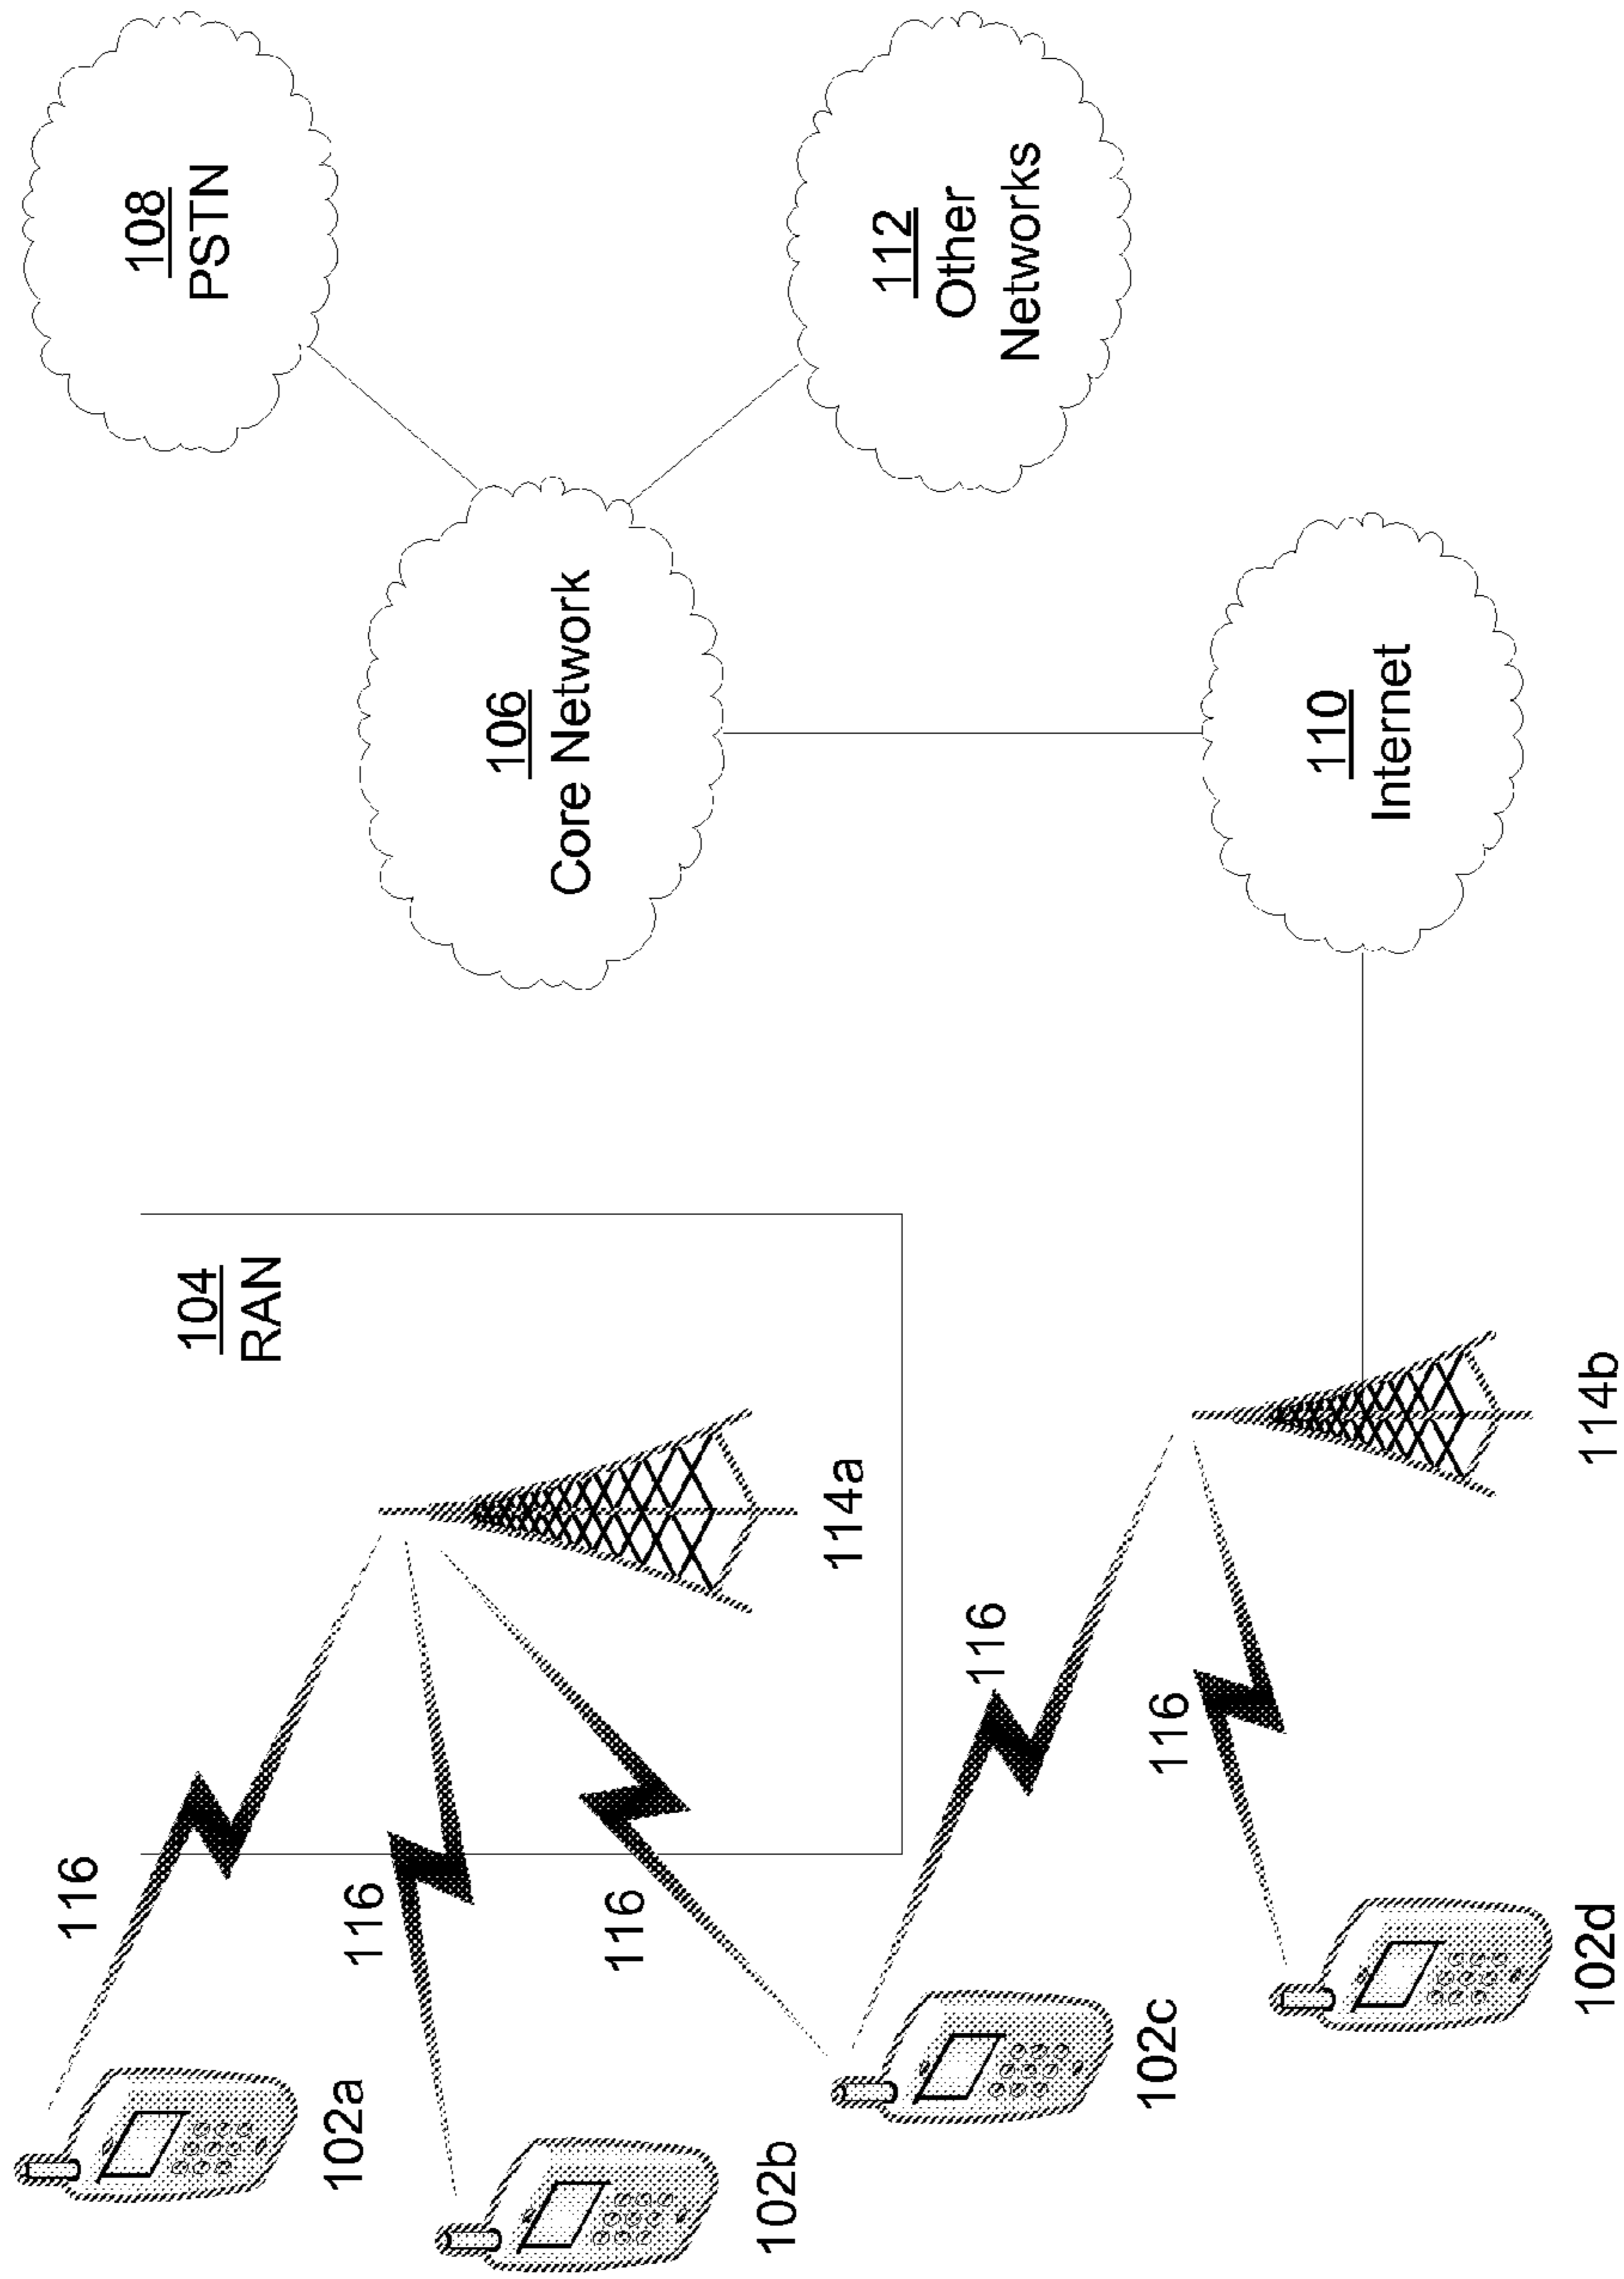 102a
116
102b
116
116
102c
102d
116
116
104
RAN
114a
114b
106
Core Network
108
PSTN
112
Other
Networks
110
Internet